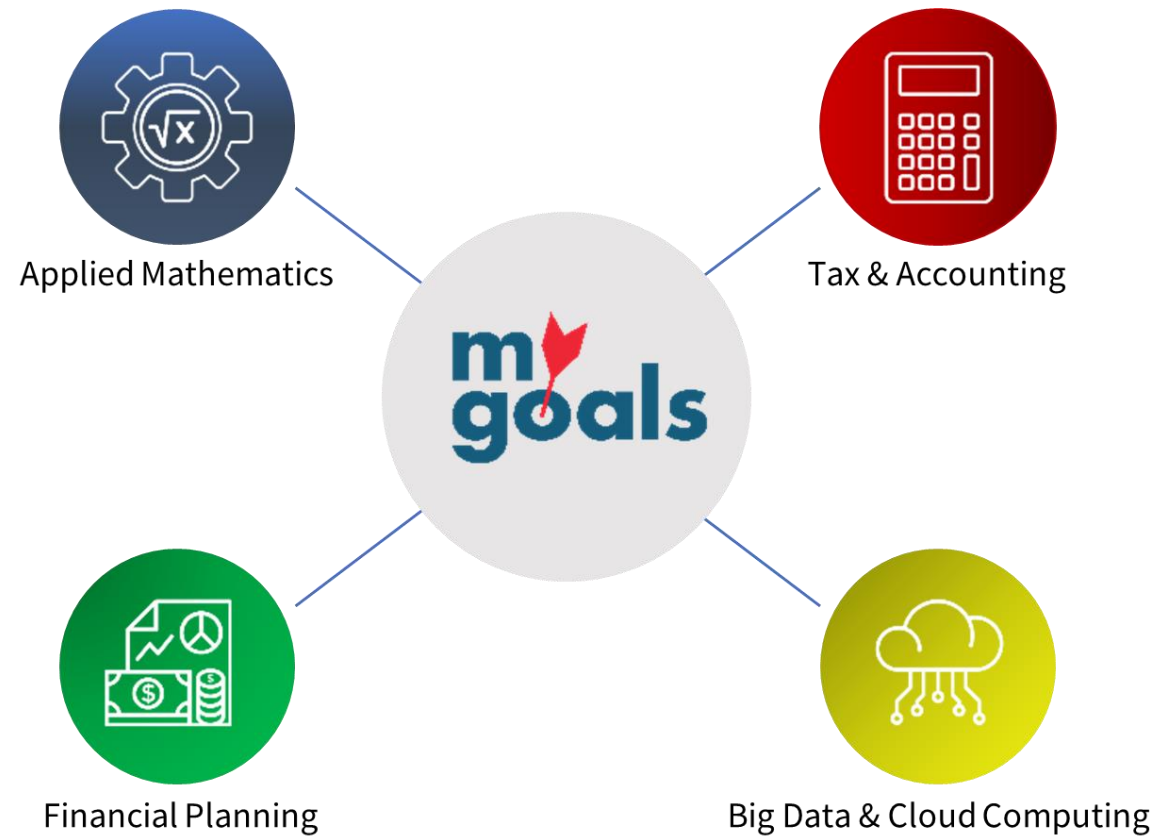 √x
Applied Mathematics
Tax & Accounting
my
goals
$
$
Financial Planning
Big Data & Cloud Computing